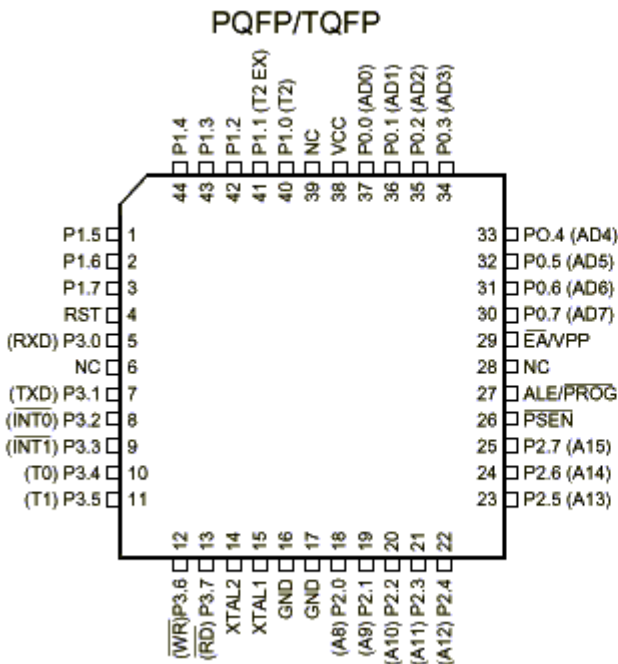 PQFP/TQFP
P1.4
P1.3
P1.2
P1.1 (T2 EX)
P1.0 (T2)
NC
VCC
P0.0 (AD0)
P0.1 (AD1)
P0.2 (AD2)
P0.3 (AD3)
44
43
42
41
40
39
38
37
36
35
34
P1.5 1
P1.6 2
P1.7 3
RST 4
(RXD) P3.0 5
NC 6
(TXD) P3.1 7
(INT0) P3.2 8
(INT1) P3.3 9
(T0) P3.4 10
(T1) P3.5 11
33 PO.4 (AD4)
32 P0.5 (AD5)
31 P0.6 (AD6)
30 P0.7 (AD7)
29 EA/VPP
28 NC
27 ALE/PROG
26 PSEN
25 P2.7 (A15)
24 P2.6 (A14)
23 P2.5 (A13)
12
13
14
15
16
17
18
19
20
21
22
(WR)P3.6
(RD) P3.7
XTAL2
XTAL1
GND
GND
(A8) P2.0
(A9) P2.1
(A10) P2.2
(A11) P2.3
(A12) P2.4